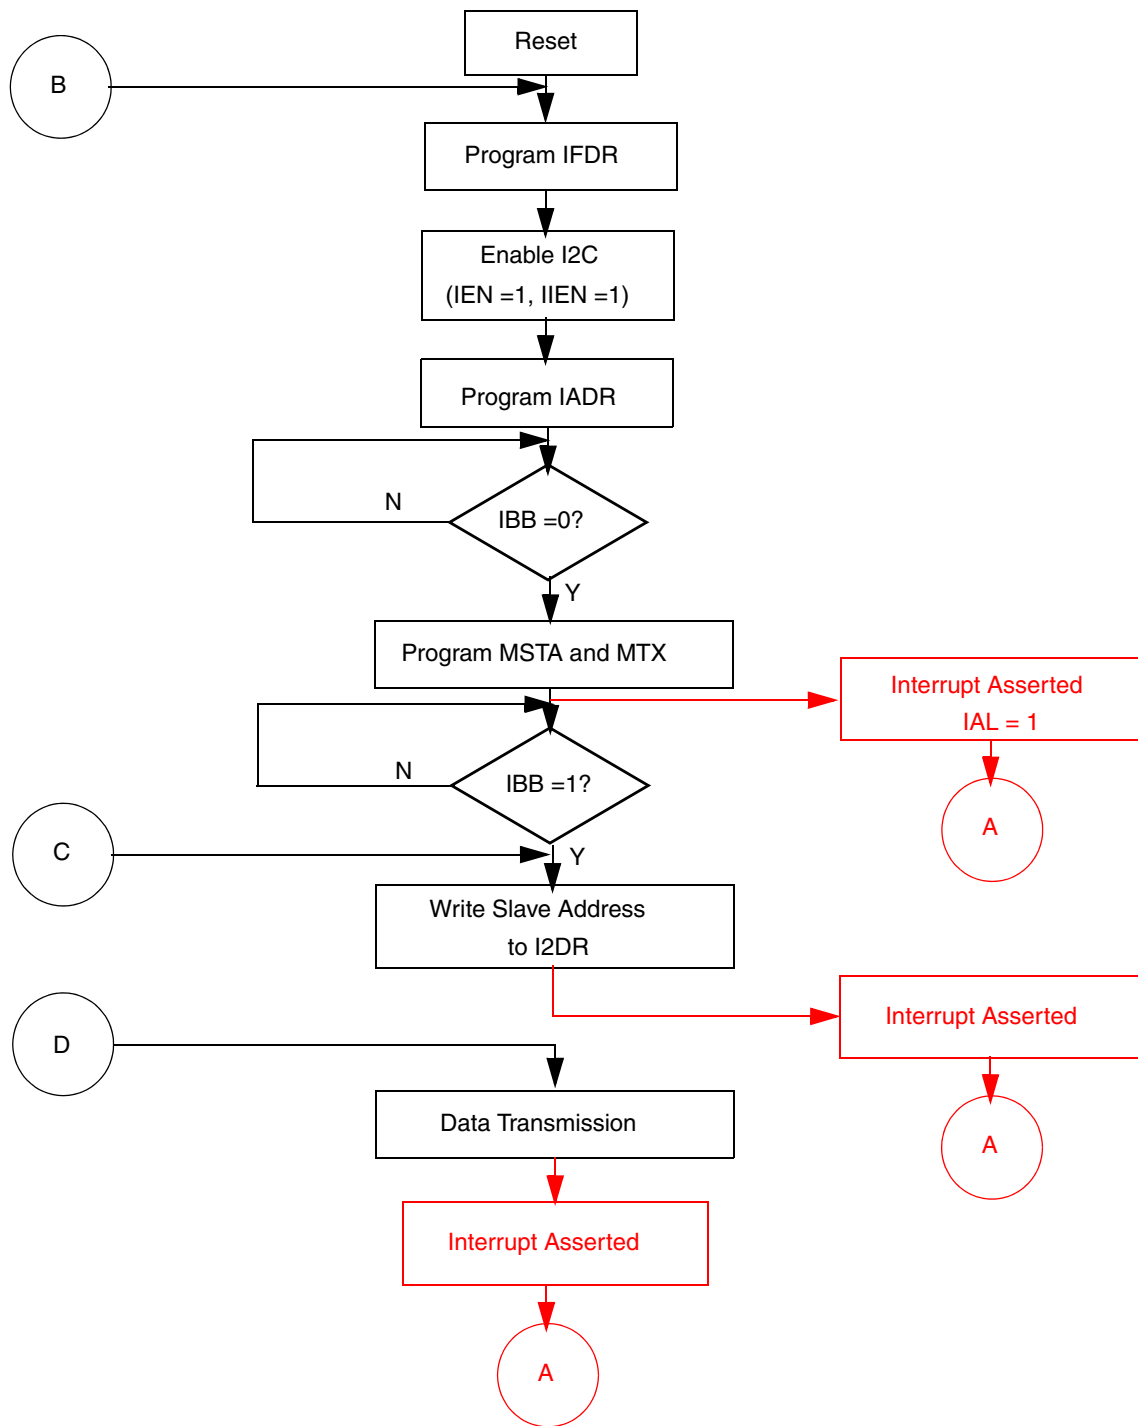 Reset
B
Program IFDR
Enable I2C
(IEN =1, IIEN =1)
Program IADR
N
IBB =0?
Y
Program MSTA and MTX
Interrupt Asserted
IAL = 1
N
IBB =1?
A
C
Y
Write Slave Address
to I2DR
Interrupt Asserted
D
Data Transmission
A
Interrupt Asserted
A